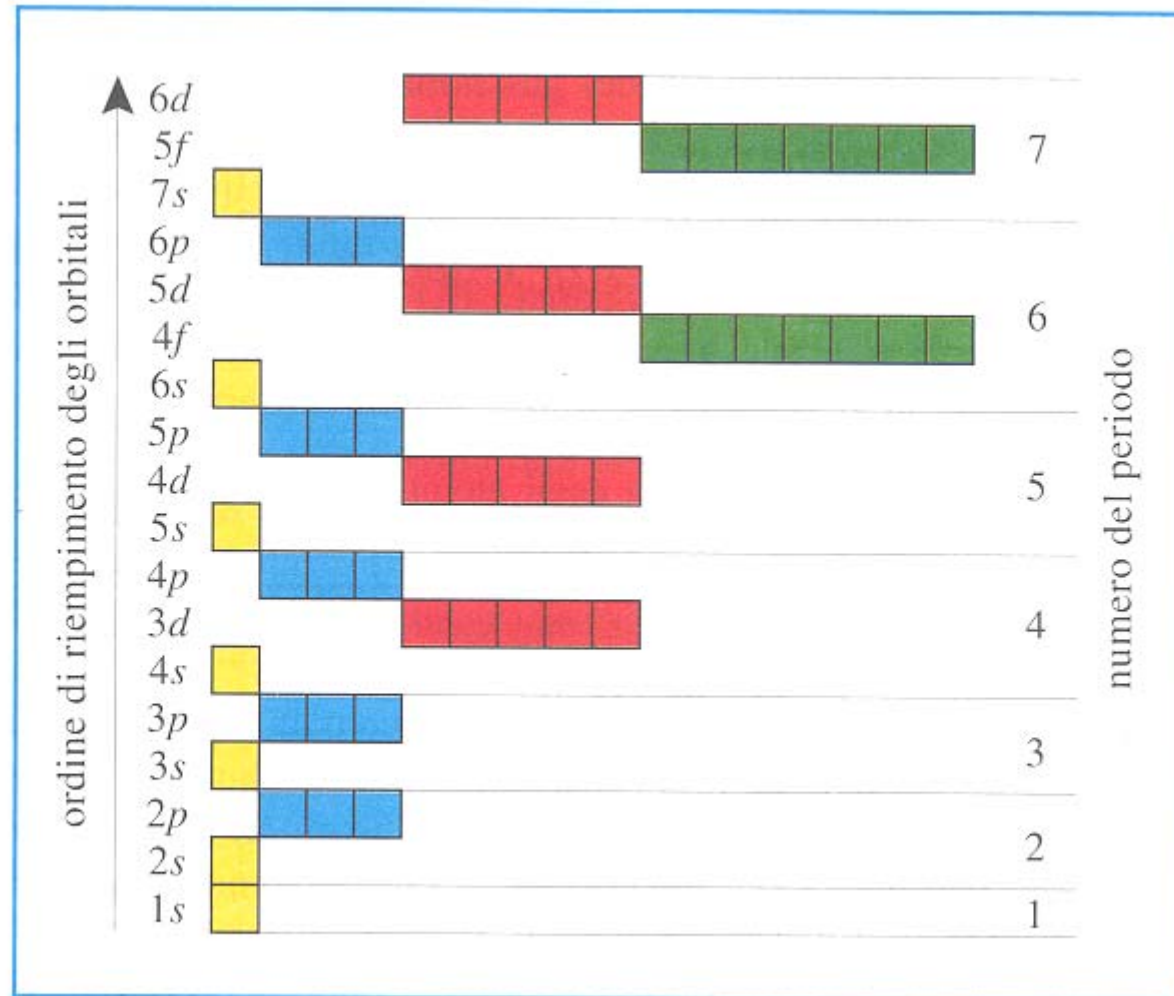 ordine di riempimento degli orbitali
6d
5f
7s
6p
5d
4f
6s
5p
4d
5s
4p
3d
4s
3p
3s
2p
2s
1s
7
6
5
4
3
2
1
numero del periodo